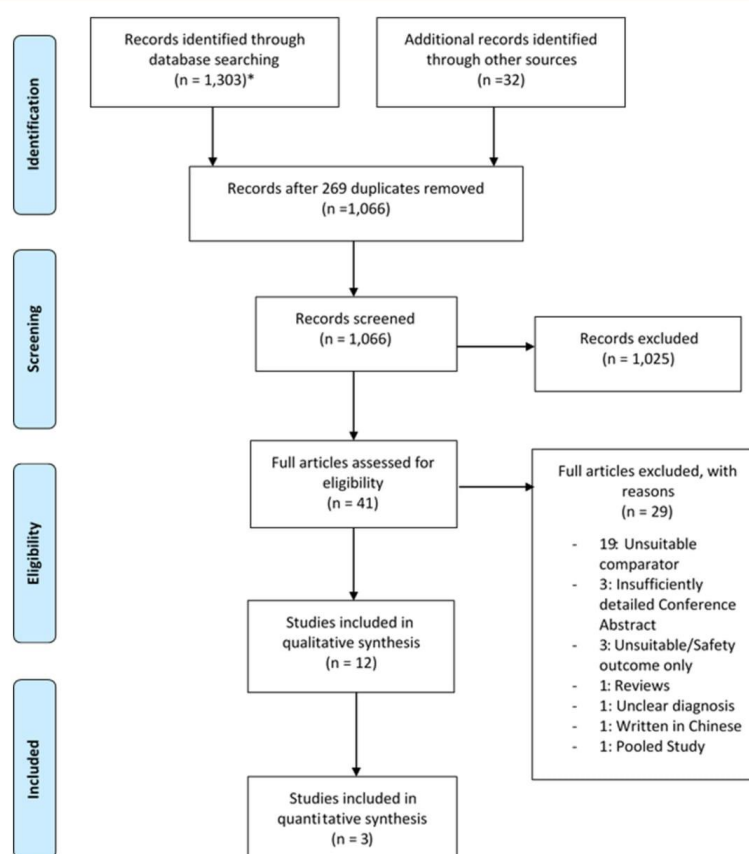 Identification
Records identified through
database searching
(n = 1,303)*
Additional records identified
through other sources
(n =32)
Records after 269 duplicates removed
(n =1,066)
Screening
Records screened
(n = 1,066)
Records excluded
(n = 1,025)
Eligibility
Full articles assessed for
eligibility
(n = 41)
Full articles excluded, with
reasons
(n = 29)
- 19: Unsuitable
comparator
- 3: Insufficiently
detailed Conference
Abstract
- 3: Unsuitable/Safety
outcome only
- 1: Reviews
- 1: Unclear diagnosis
- 1: Written in Chinese
- 1: Pooled Study
Studies included in
qualitative synthesis
(n = 12)
Included
Studies included in
quantitative synthesis
(n = 3)